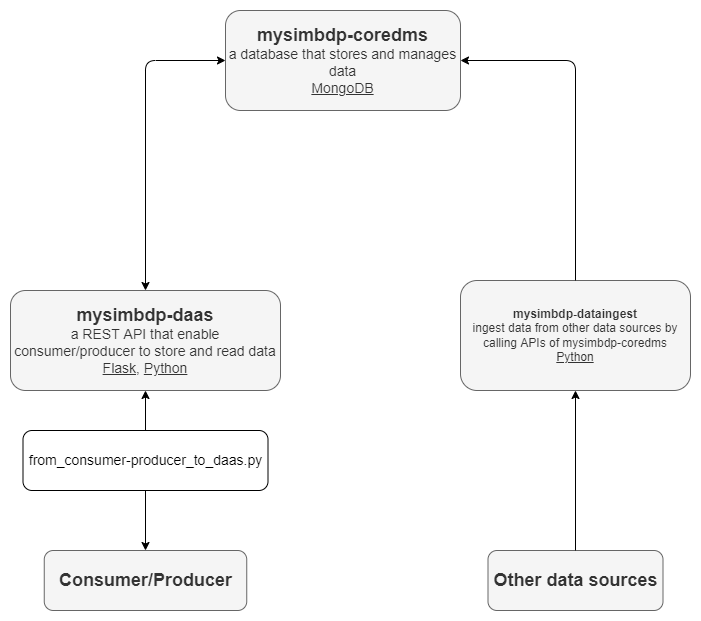 mysimbdp-coredms
a database that stores and manages
data
MongoDB
mysimbdp-daas
a REST API that enable
consumer/producer to store and read data
Flask, Python
mysimbdp-dataingest
ingest data from other data sources by
calling APIs of mysimbdp-coredms
Python
from_consumer-producer_to_daas.py
Consumer/Producer
Other data sources